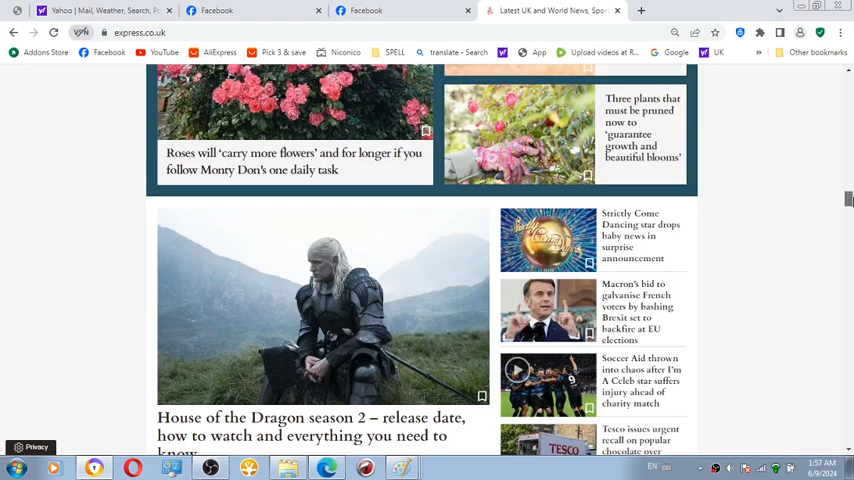 Yahoo | Mail, Weather, Search, Po
Facebook
Facebook
Latest UK and World News, Spor
express.co.uk
Addons Store
Facebook
YouTube
AliExpress
Pick 3 & save
Niconico
SPELL
translate - Search
App
Upload videos at R...
Google
UK
»
Other bookmarks
Roses will ‘carry more flowers’ and for longer if you
follow Monty Don’s one daily task
Three plants that
must be pruned
now to
‘guarantee
growth and
beautiful blooms’
Strictly Come
Dancing star drops
baby news in
surprise
announcement
Macron’s bid to
galvanise French
voters by bashing
Brexit set to
backfire at EU
elections
Soccer Aid thrown
into chaos after I’m
A Celeb star suffers
injury ahead of
charity match
9
TESCO
Tesco issues urgent
recall on popular
chocolate over
House of the Dragon season 2 – release date,
how to watch and everything you need to
know
Privacy
EN
1:57 AM
6/9/2024